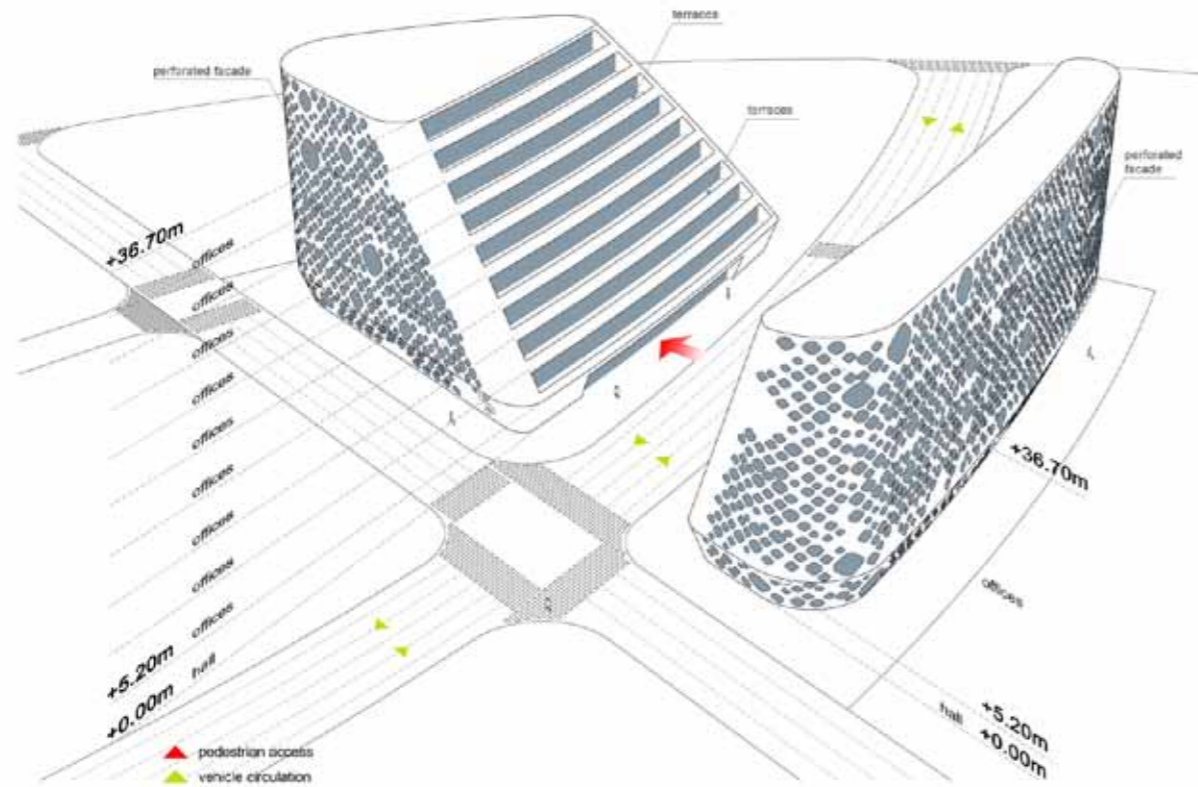 terraces
perforated facade
terraces
perforated
facade
+36.70m
offices
offices
offices
offices
offices
offices
offices
offices
offices
+5.20m
hall
+0.00m
+36.70m
offices
+5.20m
hall
+0.00m
pedestrian access
vehicle circulation